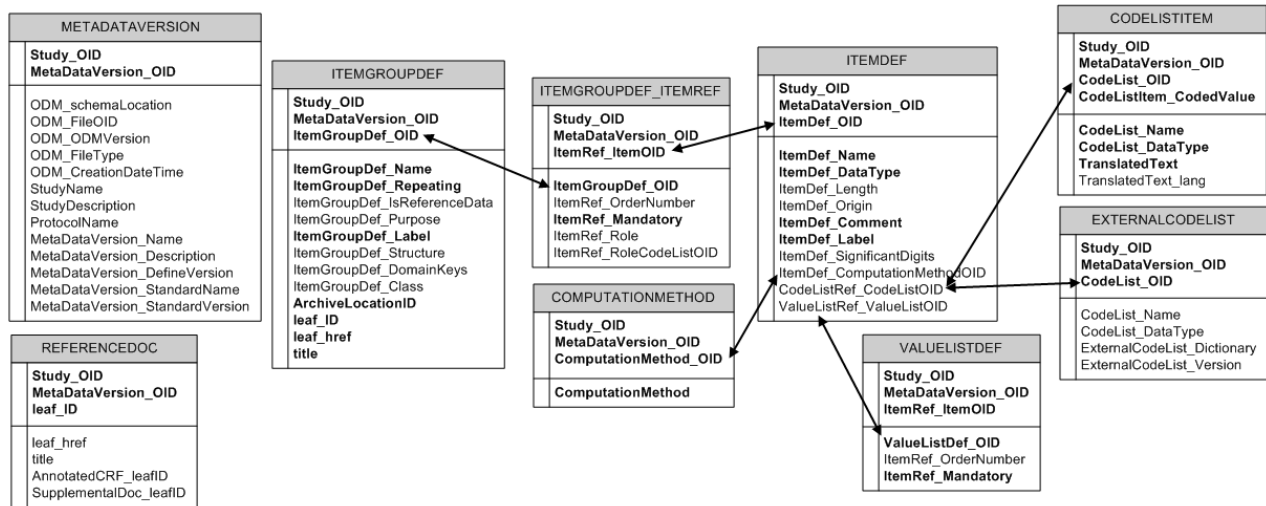 METADATAVERSION
Study_OID
MetaDataVersion_OID
ODM_schemaLocation
ODM_FileOID
ODM_ODMVersion
ODM_FileType
ODM_CreationDateTime
StudyName
StudyDescription
ProtocolName
MetaDataVersion_Name
MetaDataVersion_Description
MetaDataVersion_DefineVersion
MetaDataVersion_StandardName
MetaDataVersion_StandardVersion
REFERENCEDOC
Study_OID
MetaDataVersion_OID
leaf_ID
leaf_href
title
AnnotatedCRF_leafID
SupplementalDoc_leafID
ITEMGROUPDEF
Study_OID
MetaDataVersion_OID
ItemGroupDef_OID
ItemGroupDef_Name
ItemGroupDef_Repeating
ItemGroupDef_IsReferenceData
ItemGroupDef_Purpose
ItemGroupDef_Label
ItemGroupDef_Structure
ItemGroupDef_DomainKeys
ItemGroupDef_Class
ArchiveLocationID
leaf_ID
leaf_href
title
ITEMGROUPDEF_ITEMREF
Study_OID
MetaDataVersion_OID
ItemRef_ItemOID
ItemGroupDef_OID
ItemRef_OrderNumber
ItemRef_Mandatory
ItemRef_Role
ItemRef_RoleCodeListOID
COMPUTATIONMETHOD
Study_OID
MetaDataVersion_OID
ComputationMethod_OID
ComputationMethod
ITEMDEF
Study_OID
MetaDataVersion_OID
ItemDef_OID
ItemDef_Name
ItemDef_DataType
ItemDef_Length
ItemDef_Origin
ItemDef_Comment
ItemDef_Label
ItemDef_SignificantDigits
ItemDef_ComputationMethodOID
CodeListRef_CodeListOID
ValueListRef_ValueListOID
VALUELISTDEF
Study_OID
MetaDataVersion_OID
ItemRef_ItemOID
ValueListDef_OID
ItemRef_OrderNumber
ItemRef_Mandatory
CODELISTITEM
Study_OID
MetaDataVersion_OID
CodeList_OID
CodeListItem_CodedValue
CodeList_Name
CodeList_DataType
TranslatedText
TranslatedText_lang
EXTERNALCODELIST
Study_OID
MetaDataVersion_OID
CodeList_OID
CodeList_Name
CodeList_DataType
ExternalCodeList_Dictionary
ExternalCodeList_Version